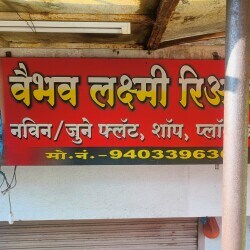 वैभव लक्ष्मी रिअ
नविन/जुने फ्लॅट, शॉप, प्लॉ
मो.नं.-940339630